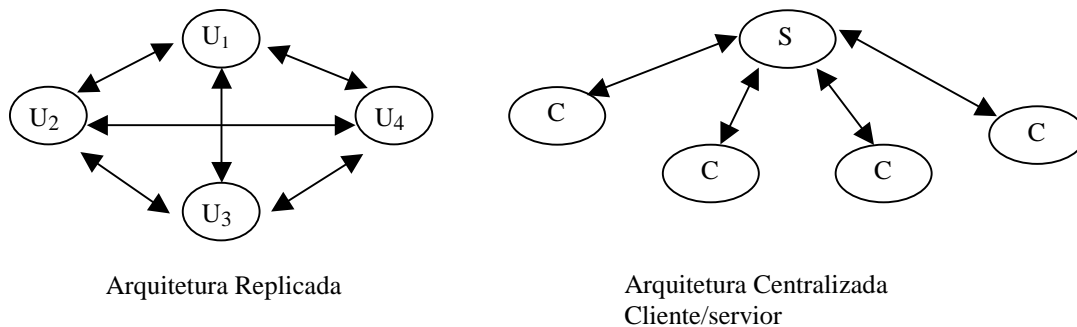 U1
S
U2
U4
C
C
C
C
U3
Arquitetura Replicada
Arquitetura Centralizada
Cliente/servior